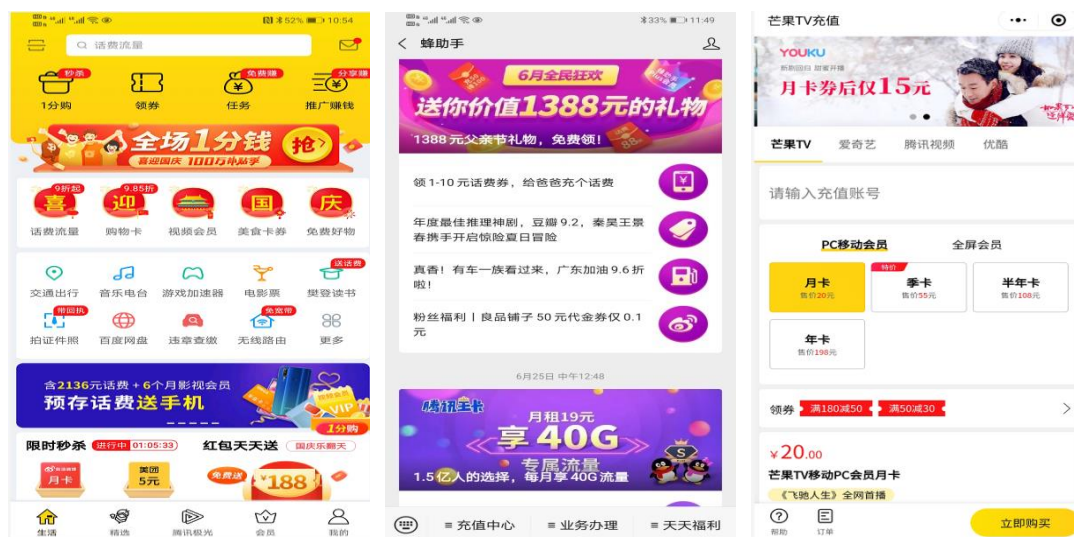 52% 10:54
话费流量
秒杀
免费赚
分享赚
1分购
领券
任务
推广赚钱
全场1分钱
抢
喜迎国庆 100万补贴享
9折起
9.85折
喜
迎
国
庆
话费流量
购物卡
视频会员
美食卡券
免费好物
送话费
交通出行
音乐电台
游戏加速器
电影票
樊登读书
带回执
免宽带
拍证件照
百度网盘
违章查缴
无线路由
更多
含2136元话费+6个月影视会员
预存话费送手机
VIP
1分购
限时秒杀
进行中 01:05:33
红包天天送
国庆乐翻天
月卡
美团
5元
免费送
¥188
生活
精选
腾讯极光
会员
我的
33% 11:49
蜂助手
6月全民狂欢
送你价值1388元的礼物
1388元父亲节礼物，免费领！
领1-10元话费券，给爸爸充个话费
年度最佳推理神剧，豆瓣9.2，秦昊王景
春携手开启惊险夏日冒险
真香！有车一族看过来，广东加油9.6折
啦！
粉丝福利丨良品铺子50元代金券仅0.1
元
6月25日 中午12:48
腾讯王卡
月租19元
享40G
专属流量
1.5亿人的选择，每月享40G流量
充值中心
业务办理
天天福利
芒果TV充值
YOUKU
月卡券后仅15元
芒果TV
爱奇艺
腾讯视频
优酷
请输入充值账号
PC移动会员
全屏会员
月卡
售价20元
特价
季卡
售价55元
半年卡
售价108元
年卡
售价198元
领券
满180减50
满50减30
¥20.00
芒果TV移动PC会员月卡
《飞驰人生》全网首播
帮助
订单
立即购买